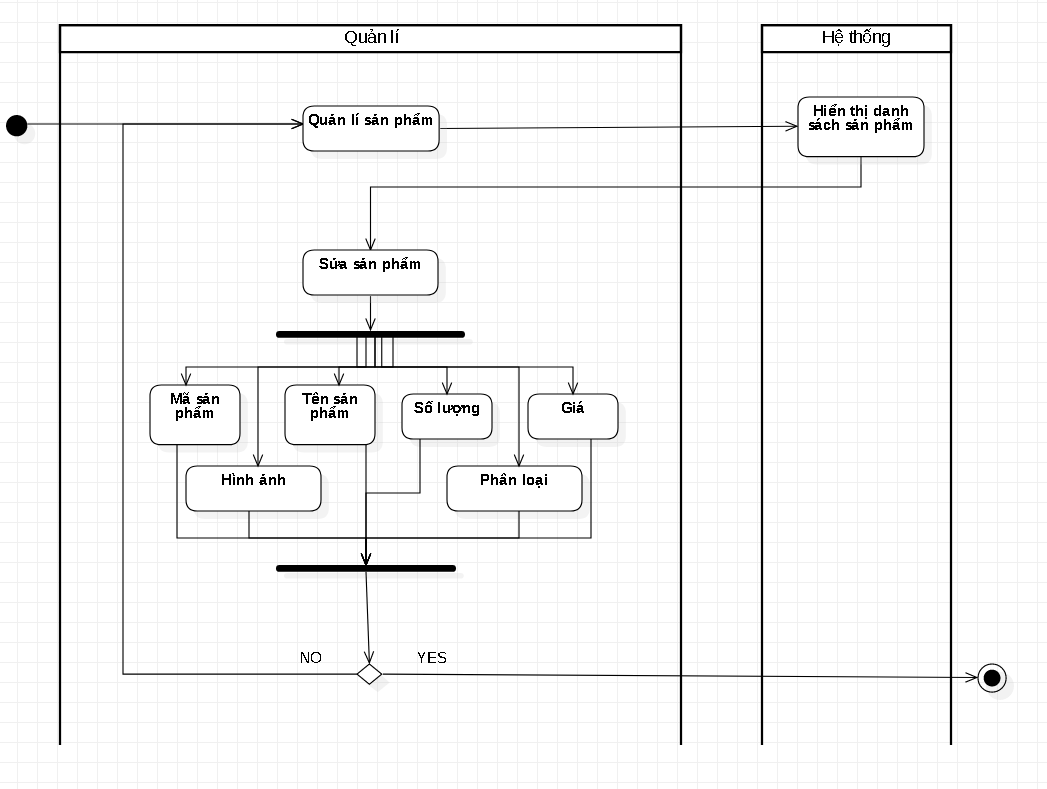 Quản lí
Hệ thống
Quản lí sản phẩm
Hiển thị danh
sách sản phẩm
Sửa sản phẩm
Mã sản
phẩm
Tên sản
phẩm
Số lượng
Giá
Hình ảnh
Phân loại
NO
YES